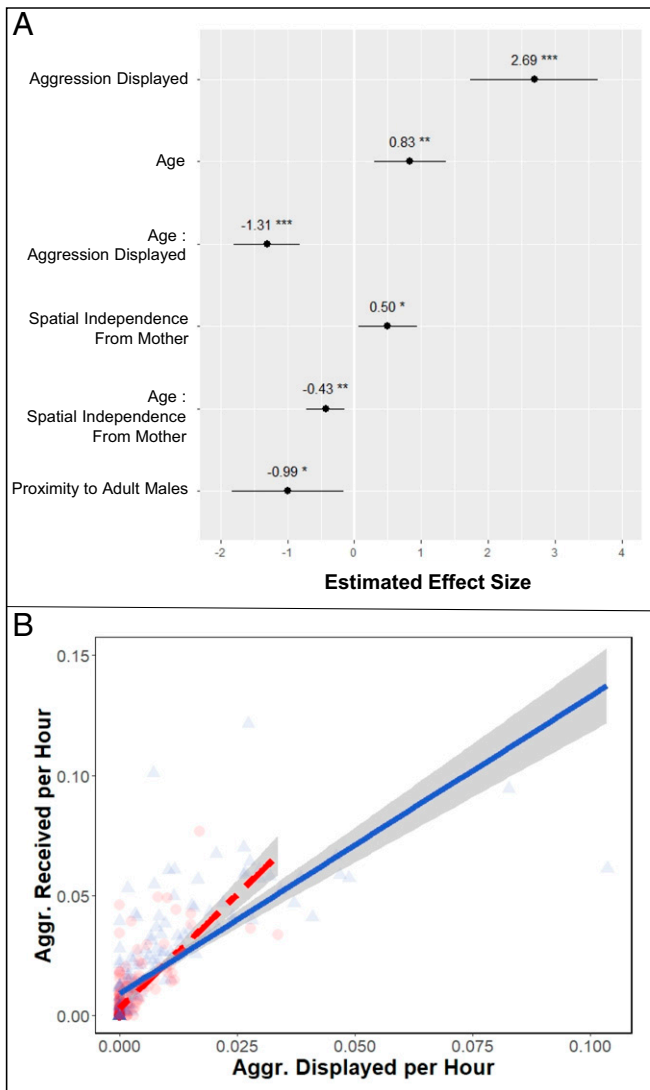 A
Aggression Displayed
2.69 ***
Age
0.83 **
Age :
Aggression Displayed
-1.31 ***
Spatial Independence
From Mother
0.50 *
Age :
Spatial Independence
From Mother
-0.43 **
Proximity to Adult Males
-0.99 *
-2 -1 0 1 2 3 4
Estimated Effect Size
B
Aggr. Received per Hour
0.15
0.10
0.05
0.00
0.000 0.025 0.050 0.075 0.100
Aggr. Displayed per Hour